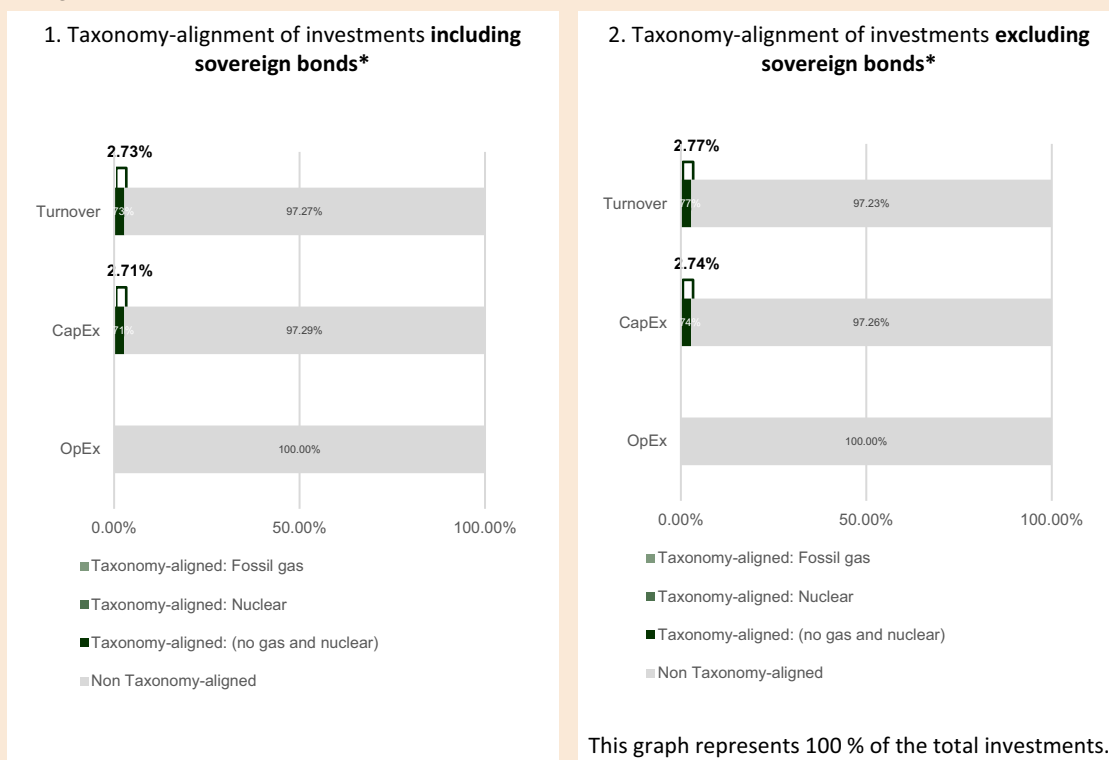 1. Taxonomy-alignment of investments including
sovereign bonds*
2.73%
Turnover
73%
97.27%
2.71%
CapEx
71%
97.29%
OpEx
100.00%
0.00%
50.00%
100.00%
Taxonomy-aligned: Fossil gas
Taxonomy-aligned: Nuclear
Taxonomy-aligned: (no gas and nuclear)
Non Taxonomy-aligned
2. Taxonomy-alignment of investments excluding
sovereign bonds*
2.77%
Turnover
77%
97.23%
2.74%
CapEx
74%
97.26%
OpEx
100.00%
0.00%
50.00%
100.00%
Taxonomy-aligned: Fossil gas
Taxonomy-aligned: Nuclear
Taxonomy-aligned: (no gas and nuclear)
Non Taxonomy-aligned
This graph represents 100 % of the total investments.